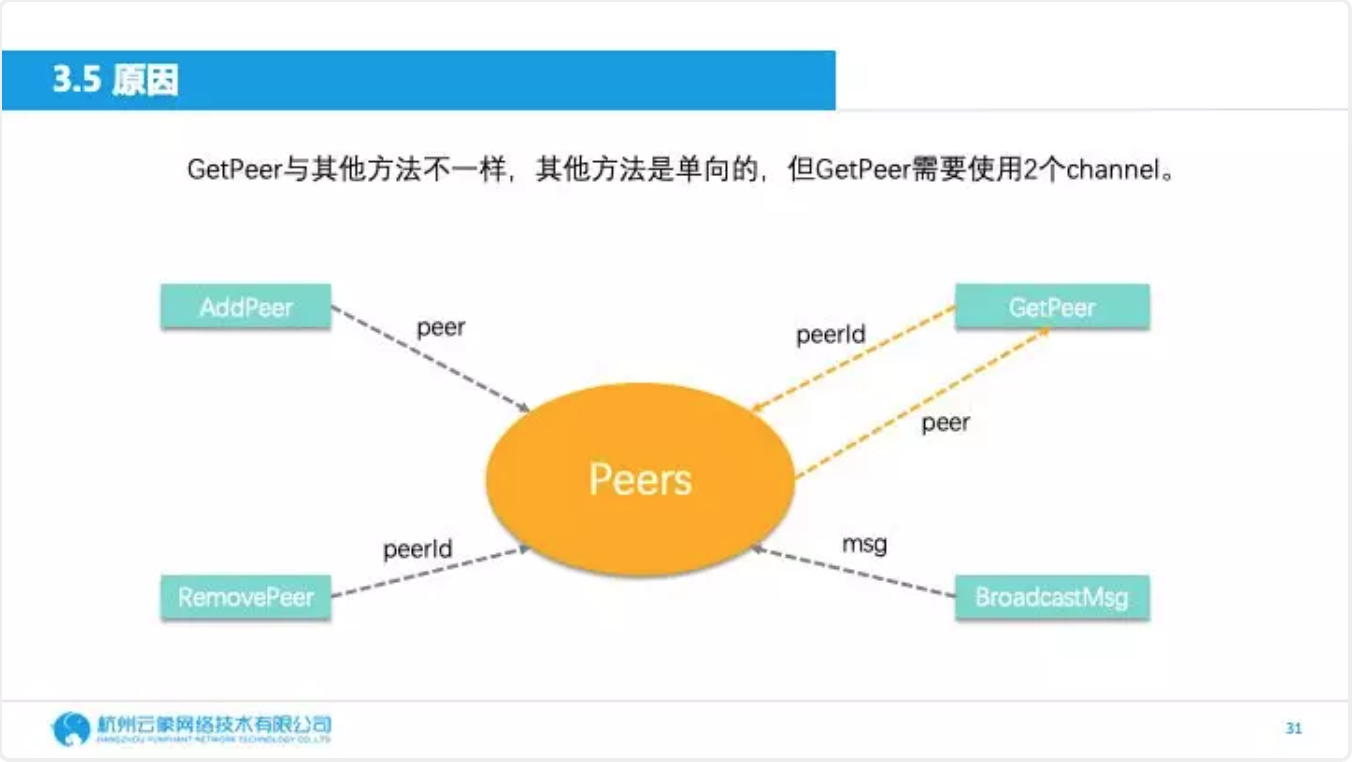 3.5 原因
GetPeer与其他方法不一样，其他方法是单向的，但GetPeer需要使用2个channel。
AddPeer
GetPeer
peer
peerId
peer
Peers
peerId
msg
RemovePeer
BroadcastMsg
杭州云象网络技术有限公司
HANGZHOU YUNPHANT NETWORK TECHNOLOGY CO., LTD
31